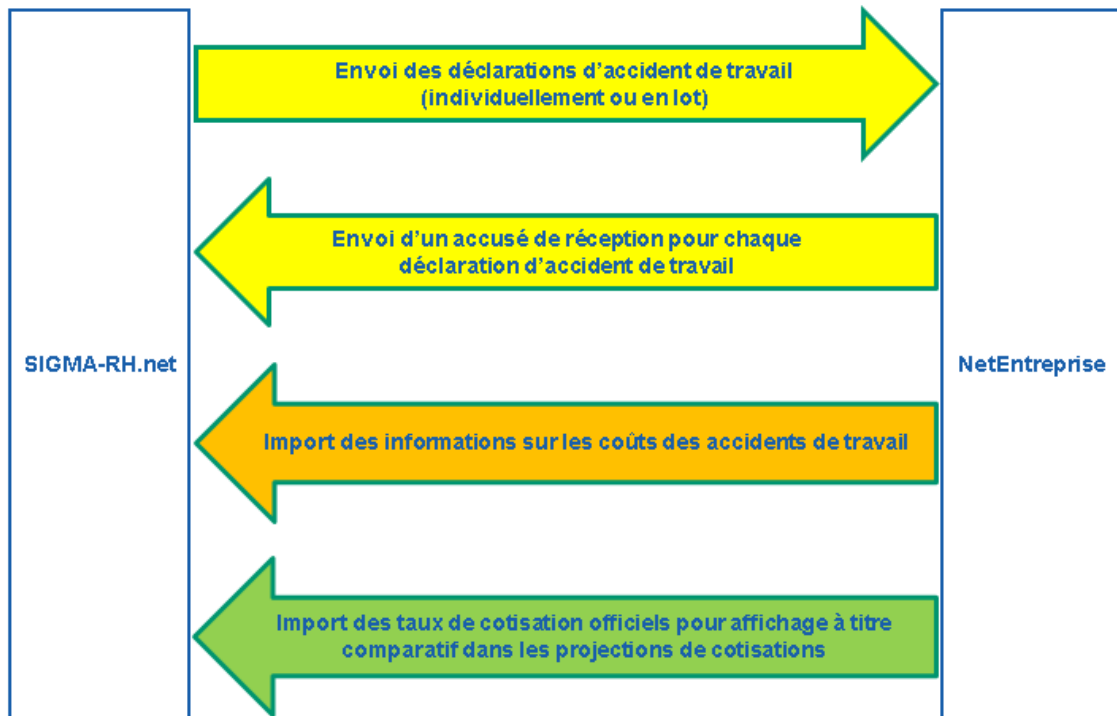 Envoi des déclarations d'accident de travail
(individuellement ou en lot)
Envoi d'un accusé de réception pour chaque
déclaration d'accident de travail
SIGMA-RH.net
NetEntreprise
Import des informations sur les coûts des accidents de travail
Import des taux de cotisation officiels pour affichage à titre
comparatif dans les projections de cotisations